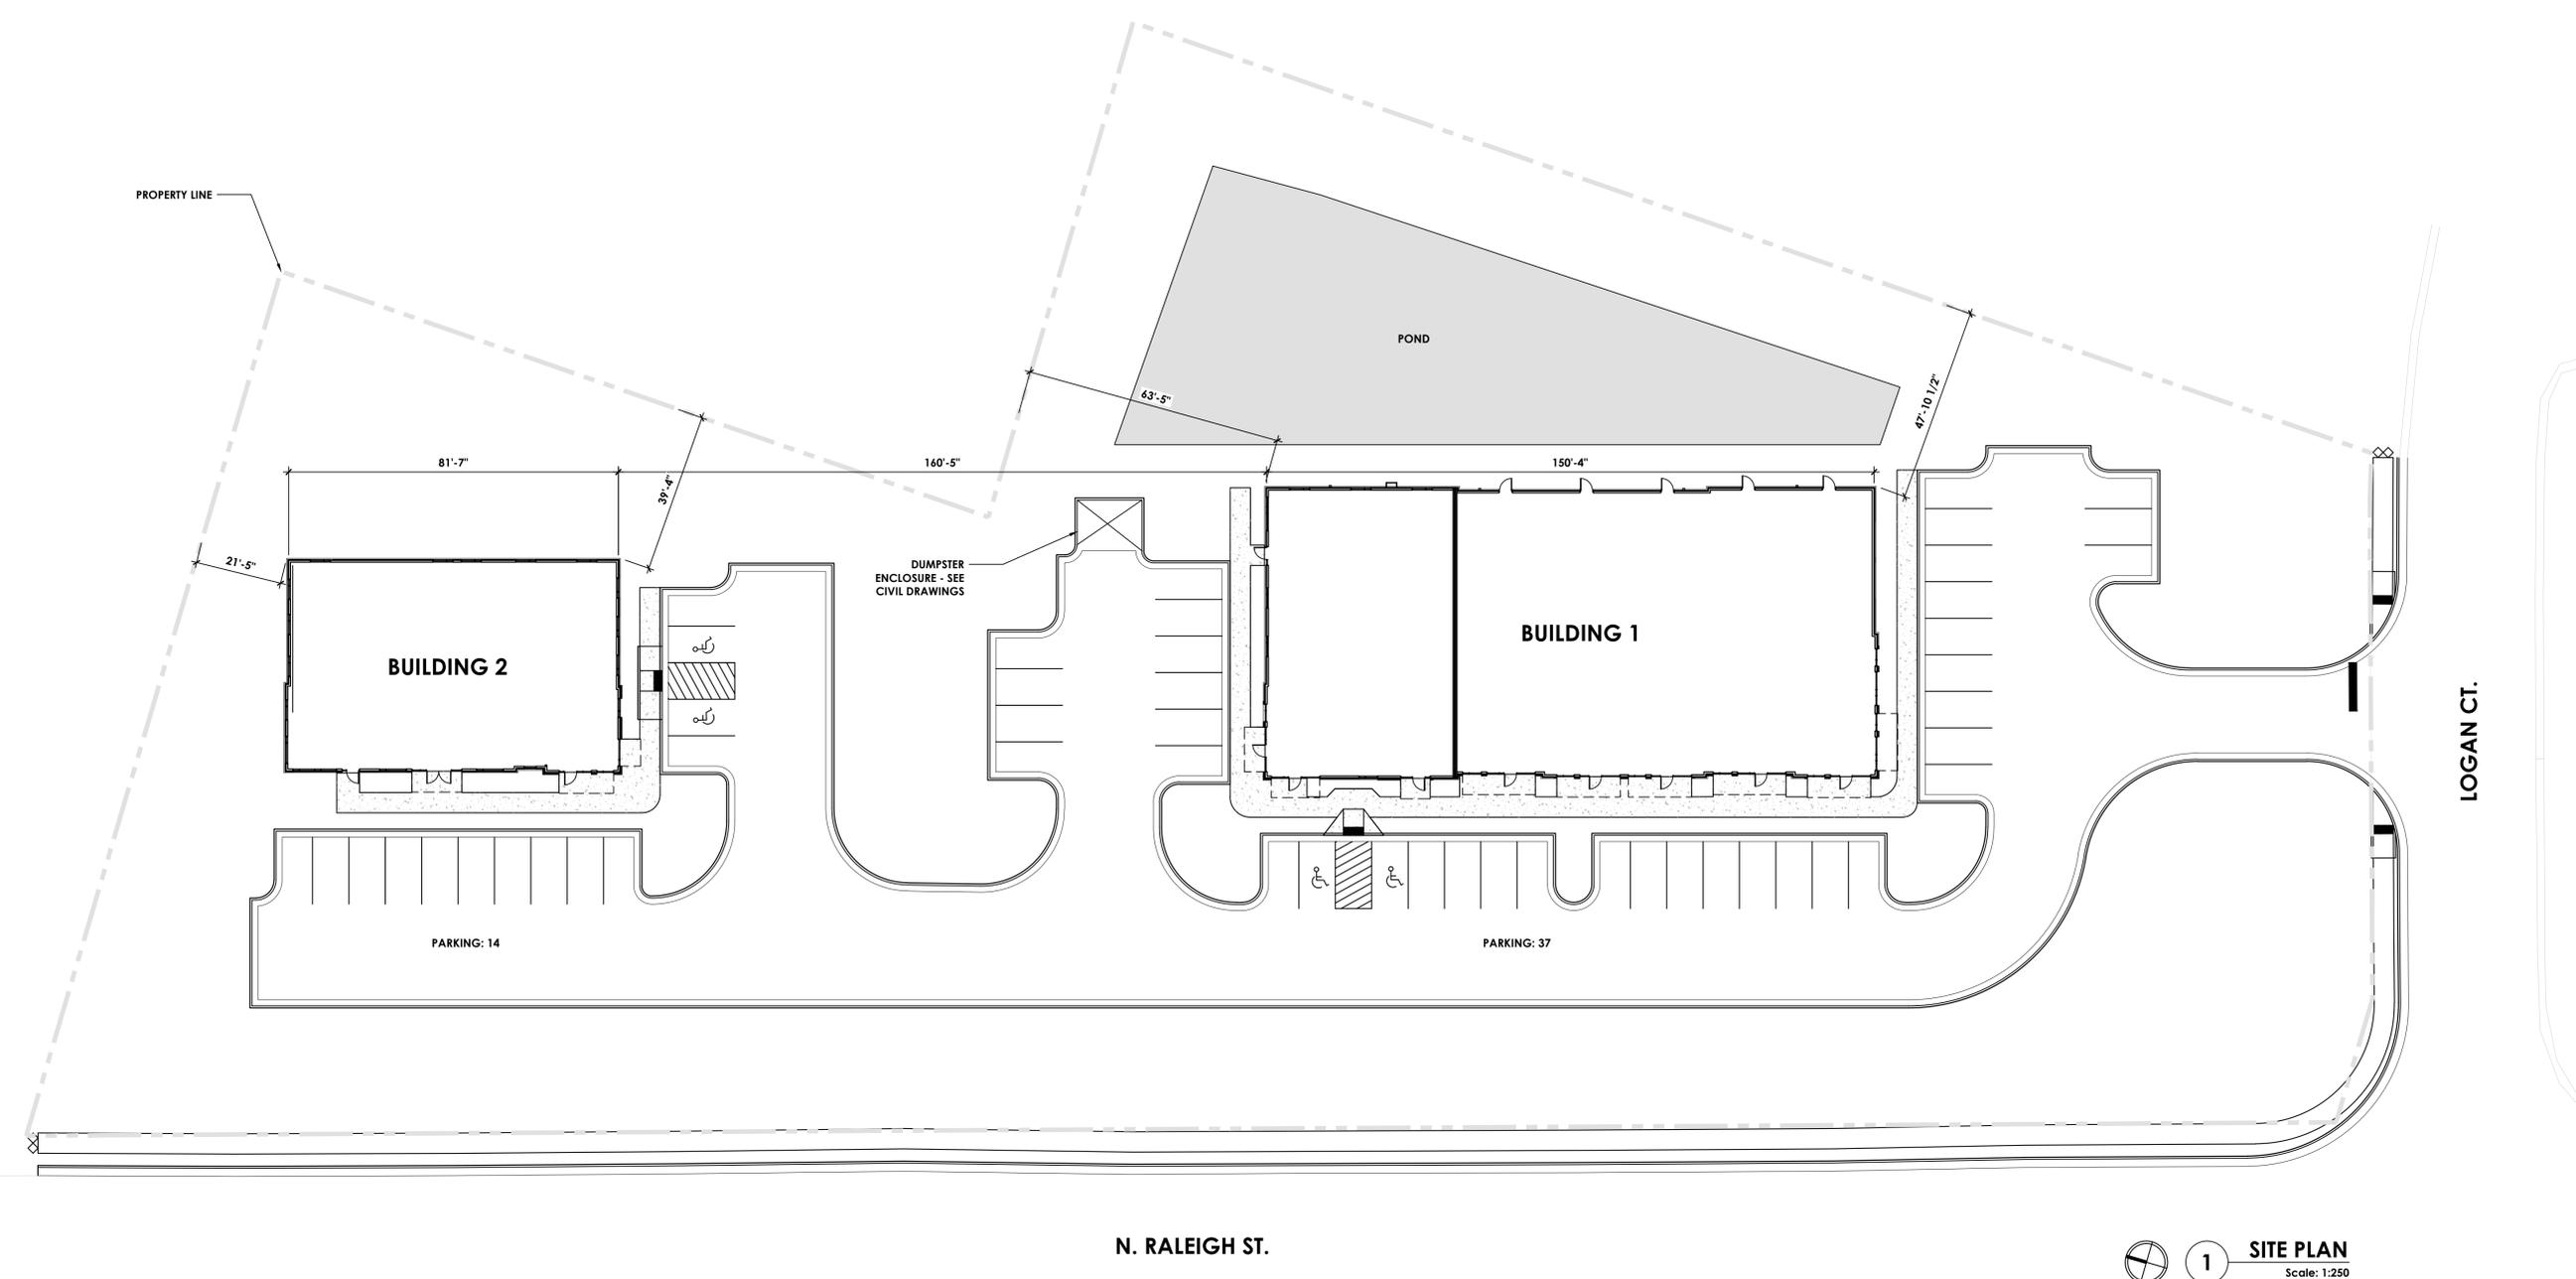 PROPERTY LINE
POND
63'-5"
47'-10 1/2"
81'-7"
160'-5"
150'-4"
39'-4"
21'-5"
DUMPSTER
ENCLOSURE - SEE
CIVIL DRAWINGS
BUILDING 1
BUILDING 2
LOGAN CT.
PARKING: 14
PARKING: 37
N. RALEIGH ST.
1
SITE PLAN
Scale: 1:250